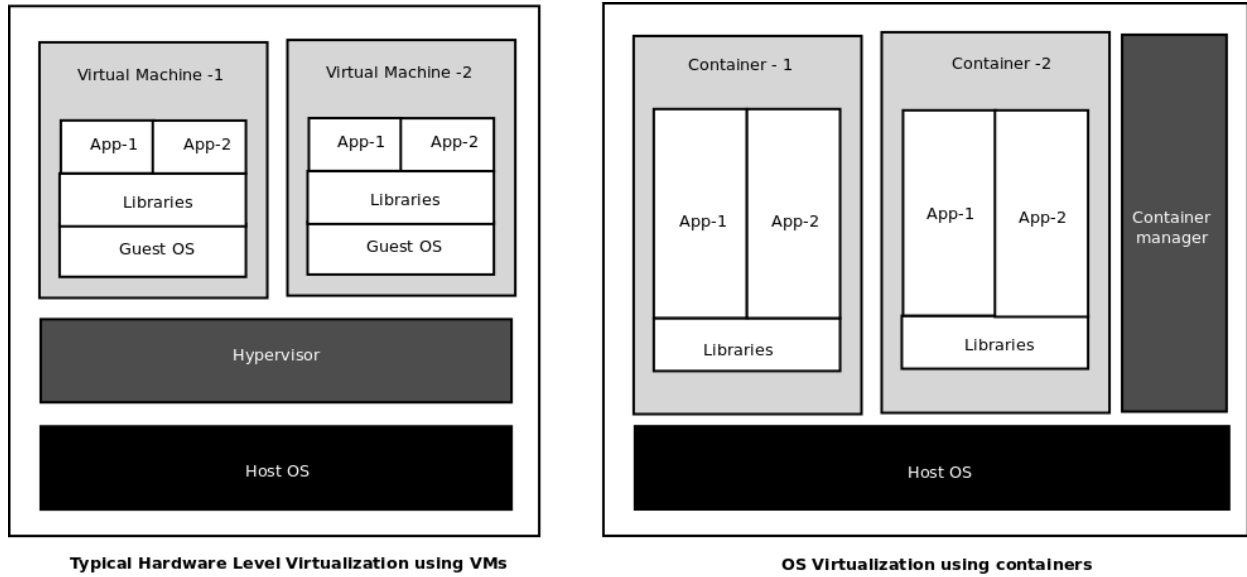 Virtual Machine -1
App-1
App-2
Libraries
Guest OS
Virtual Machine -2
App-1
App-2
Libraries
Guest OS
Hypervisor
Host OS
Typical Hardware Level Virtualization using VMs
Container - 1
App-1
App-2
Libraries
Container -2
App-1
App-2
Libraries
Container
manager
Host OS
OS Virtualization using containers